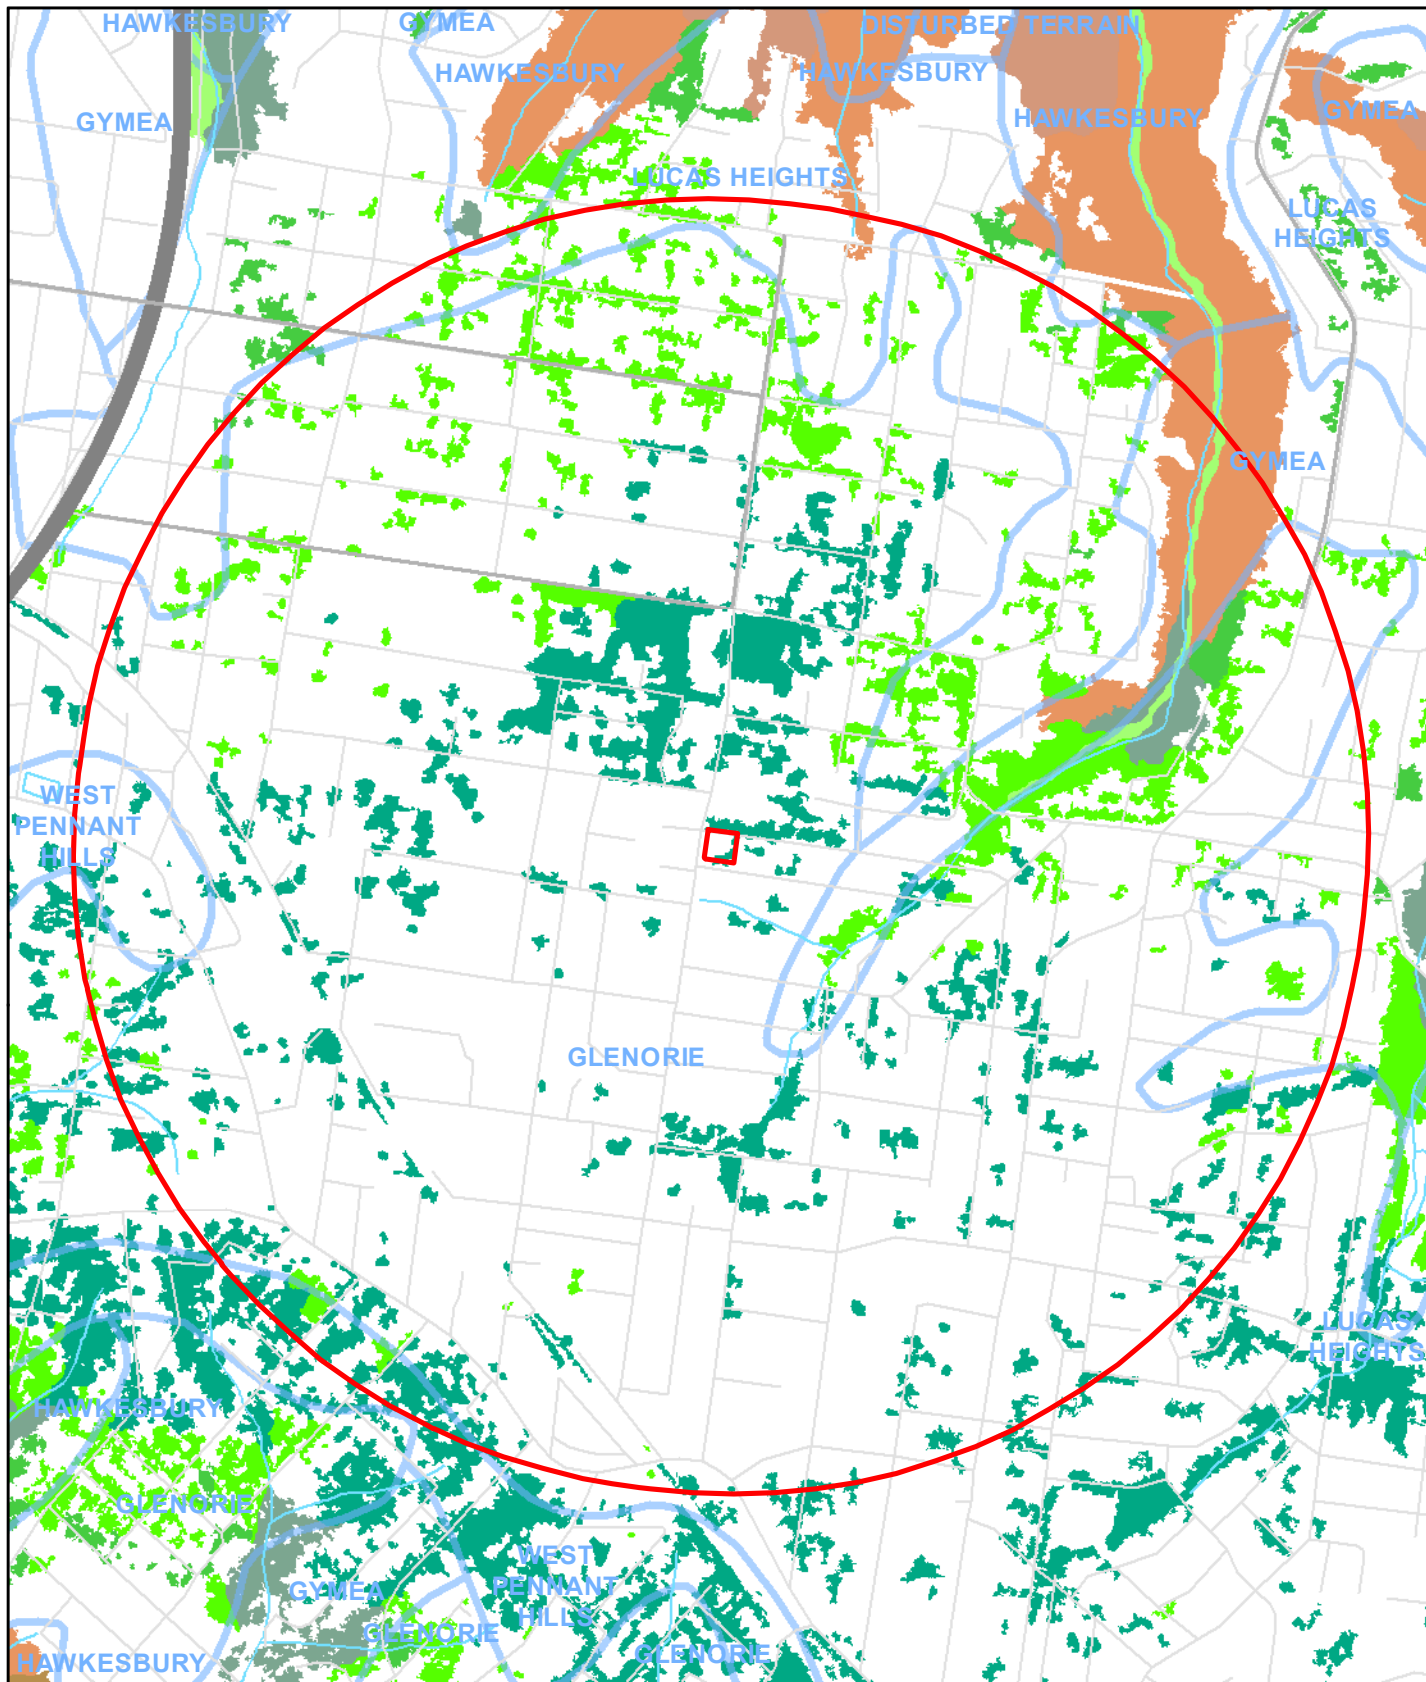 HAWKESBURY
GYMEA
DISTURBED TERRAIN
HAWKESBURY
HAWKESBURY
GYMEA
HAWKESBURY
GYMEA
LUCAS HEIGHTS
LUCAS
HEIGHTS
GYMEA
WEST
PENNANT
HILLS
GLENORIE
LUCAS
HEIGHTS
HAWKESBURY
GLENORIE
WEST
PENNANT
HILLS
GYMEA
GLENORIE
GLENORIE
HAWKESBURY